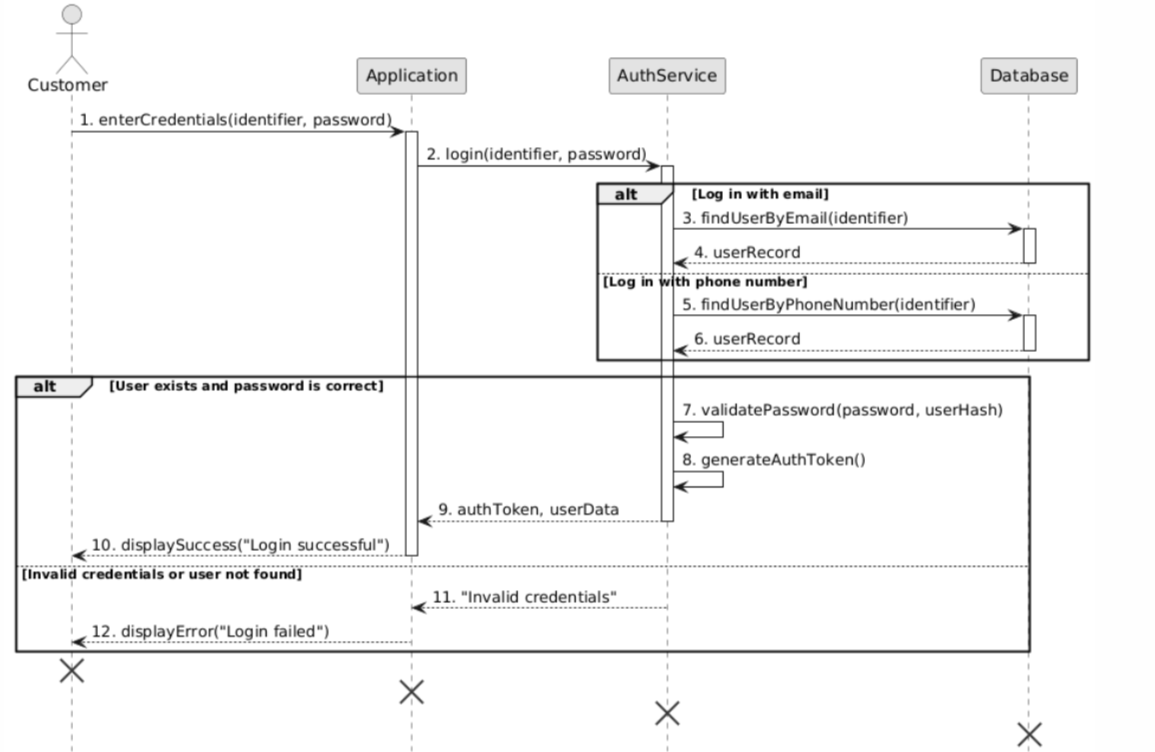 Customer
Application
AuthService
Database
1. enterCredentials(identifier, password)
2. login(identifier, password)
alt
[Log in with email]
3. findUserByEmail(identifier)
4. userRecord
[Log in with phone number]
5. findUserByPhoneNumber(identifier)
6. userRecord
alt
[User exists and password is correct]
7. validatePassword(password, userHash)
8. generateAuthToken()
9. authToken, userData
10. displaySuccess("Login successful")
[Invalid credentials or user not found]
11. "Invalid credentials"
12. displayError("Login failed")